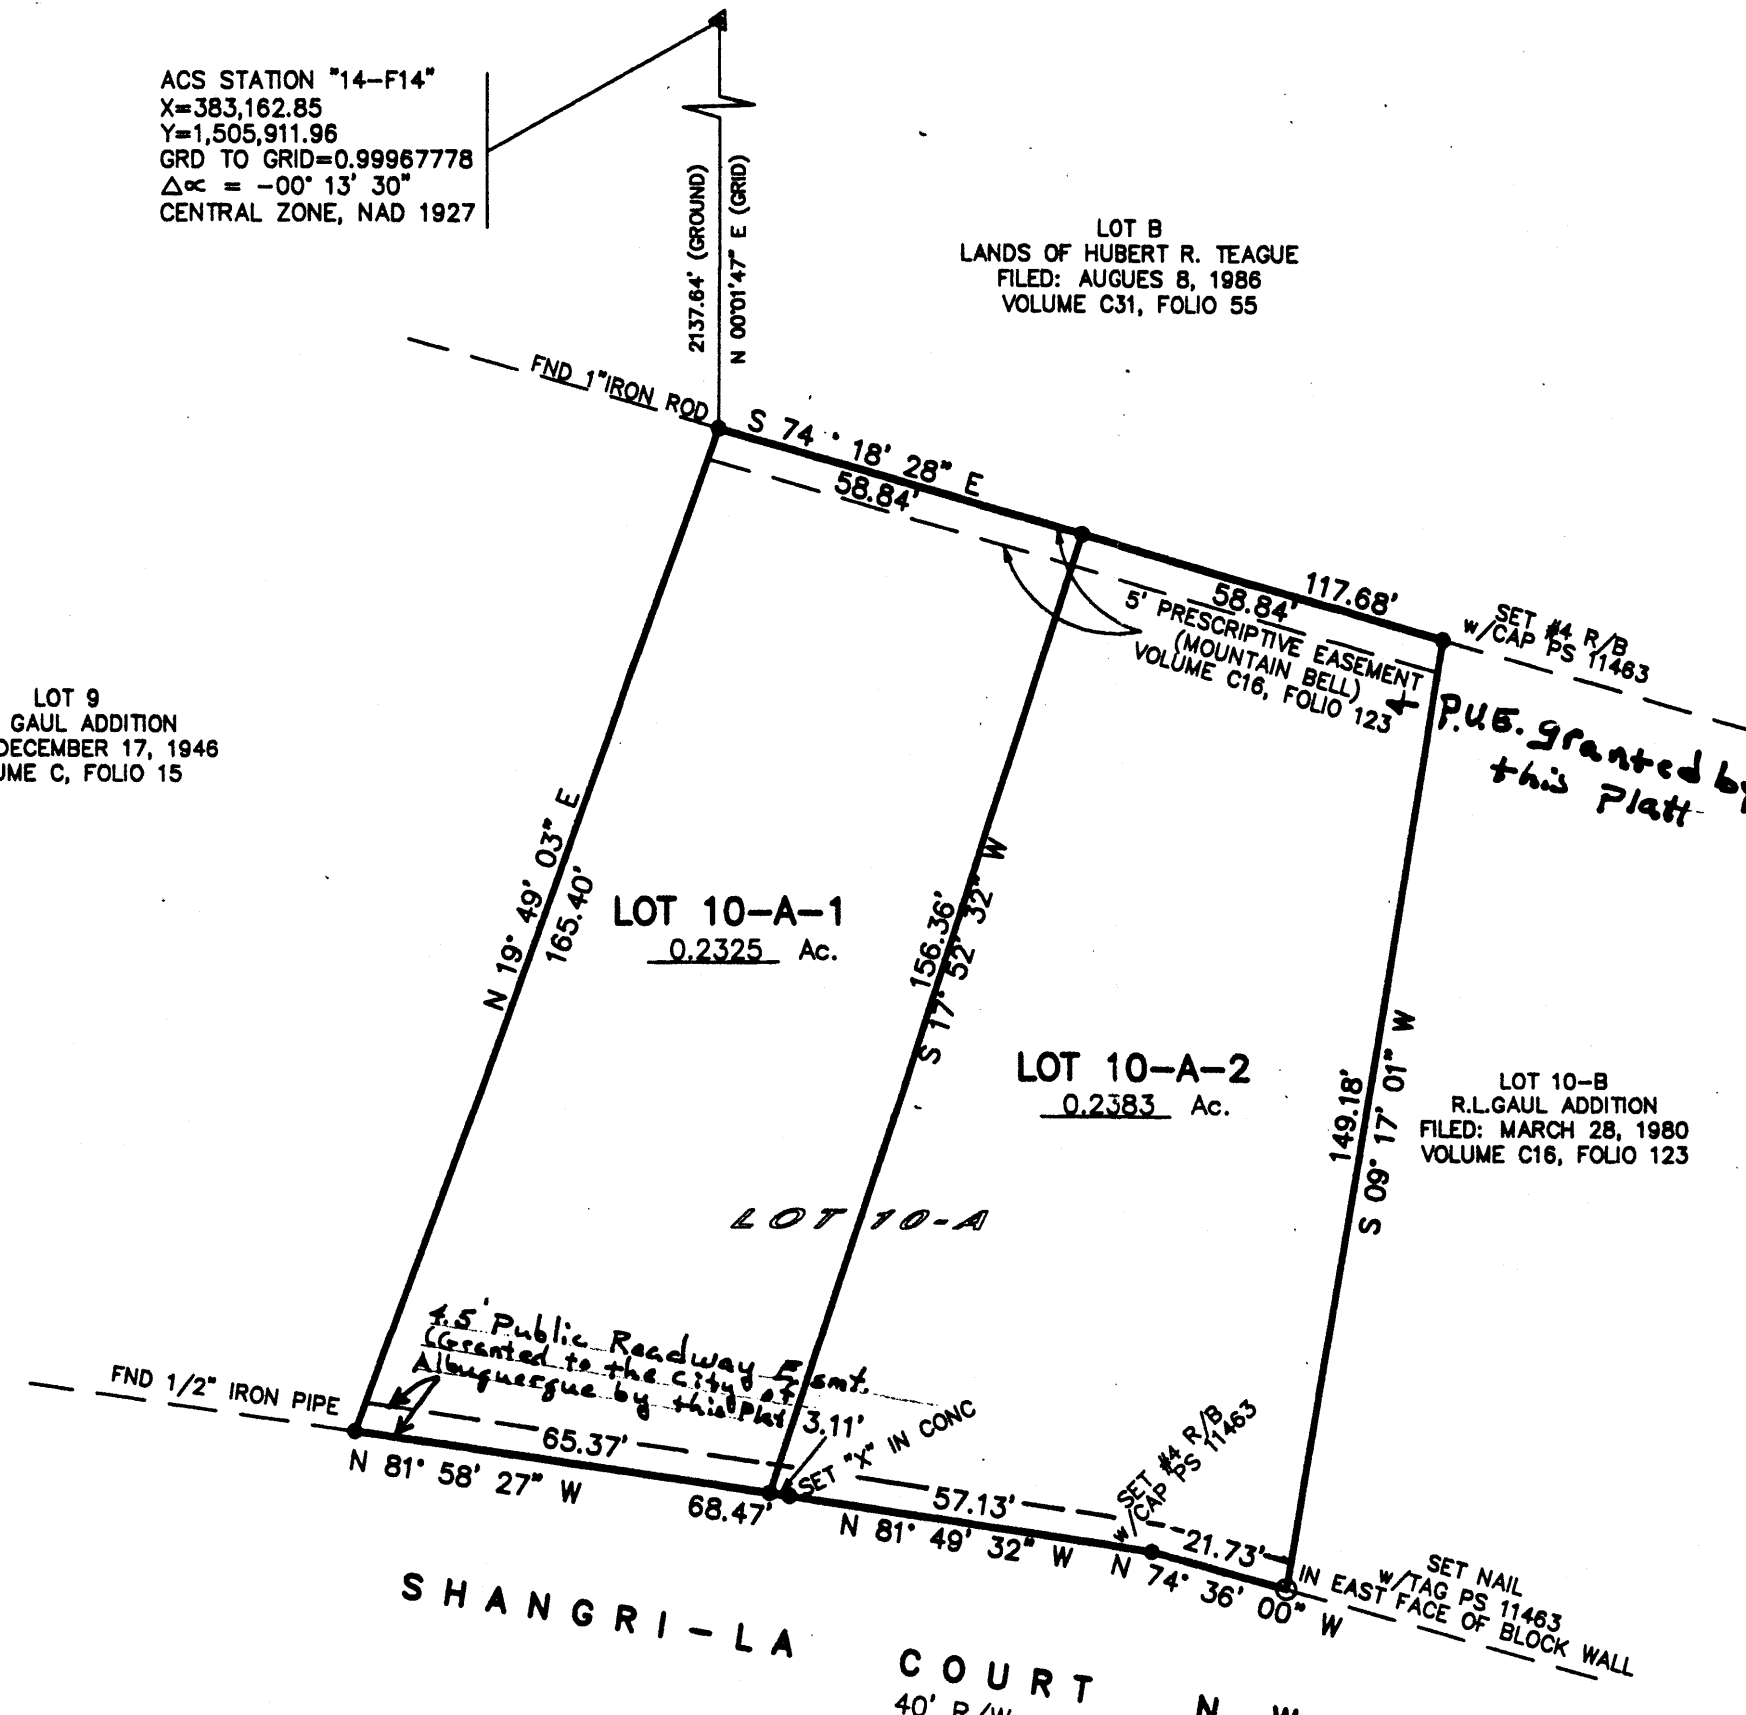 ACS STATION "14-F14"
X=383,162.85
Y=1,505,911.96
GRD TO GRID=0.99967778
△∝ = -00° 13' 30"
CENTRAL ZONE, NAD 1927
2137.64' (GROUND)
N 00°01'47" E (GRID)
LOT B
LANDS OF HUBERT R. TEAGUE
FILED: AUGUES 8, 1986
VOLUME C31, FOLIO 55
FND 1" IRON ROD
S 74° 18' 28" E
58.84'
117.68'
58.84'
5' PRESCRIPTIVE EASEMENT
(MOUNTAIN BELL)
VOLUME C16, FOLIO 123
+ P.U.E. granted by
this Platt
SET #4 R/B
w/CAP PS 11463
LOT 9
GAUL ADDITION
DECEMBER 17, 1946
UME C, FOLIO 15
N 19° 49' 03" E
165.40'
LOT 10-A-1
0.2325 Ac.
156.36'
S 17° 52' 32" W
LOT 10-A-2
0.2383 Ac.
149.18'
S 09° 17' 01" W
LOT 10-B
R.L.GAUL ADDITION
FILED: MARCH 28, 1980
VOLUME C16, FOLIO 123
LOT 10-A
4.5' Public Roadway Esmt.
(Granted to the City of
Albuquerque by this Plat
FND 1/2" IRON PIPE
65.37'
3.11'
SET "X" IN CONC
N 81° 58' 27" W
68.47'
57.13'
N 81° 49' 32" W
SET #4 R/B
w/CAP PS 11463
21.73'
N 74° 36' 00" W
SET NAIL
w/TAG PS 11463
IN EAST FACE OF BLOCK WALL
SHANGRI-LA COURT N W
40' R/W